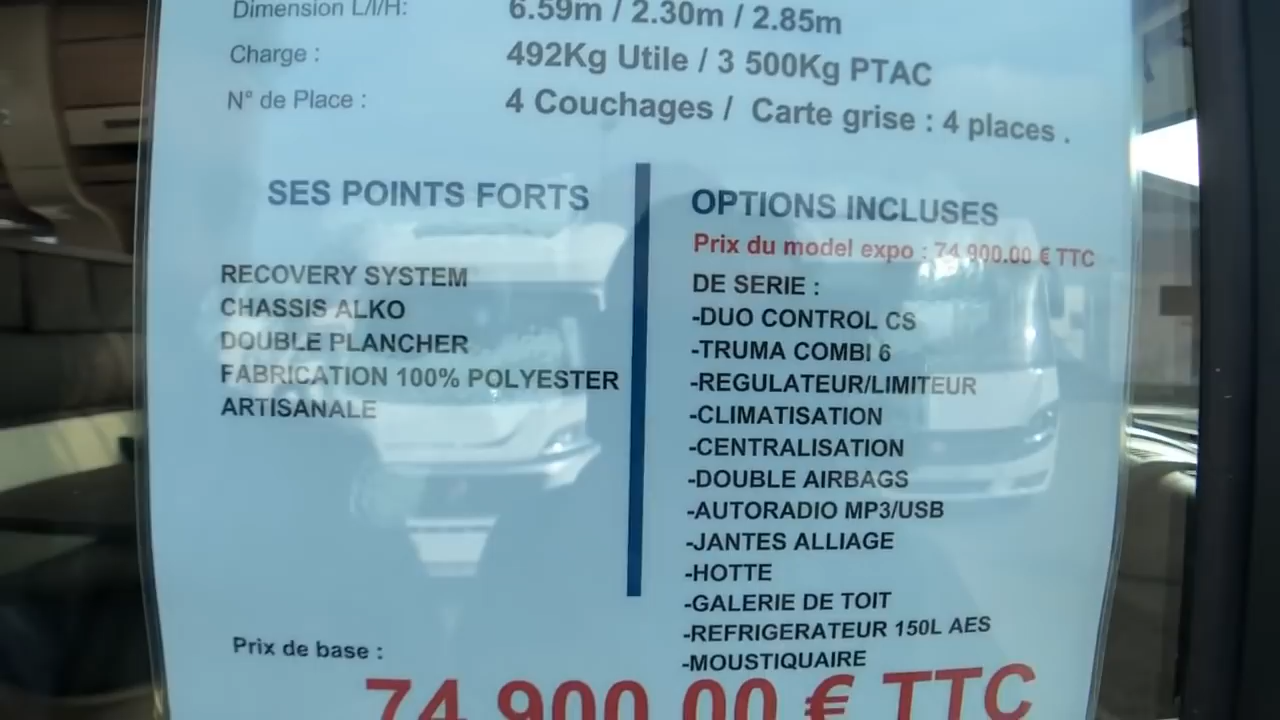 Dimension L/l/H: 6.59m / 2.30m / 2.85m
Charge : 492Kg Utile / 3 500Kg PTAC
N° de Place : 4 Couchages / Carte grise : 4 places .
SES POINTS FORTS
RECOVERY SYSTEM
CHASSIS ALKO
DOUBLE PLANCHER
FABRICATION 100% POLYESTER
ARTISANALE
OPTIONS INCLUSES
Prix du model expo : 74 900.00 € TTC
DE SERIE :
-DUO CONTROL CS
-TRUMA COMBI 6
-REGULATEUR/LIMITEUR
-CLIMATISATION
-CENTRALISATION
-DOUBLE AIRBAGS
-AUTORADIO MP3/USB
-JANTES ALLIAGE
-HOTTE
-GALERIE DE TOIT
-REFRIGERATEUR 150L AES
-MOUSTIQUAIRE
Prix de base :
74 900.00 € TTC